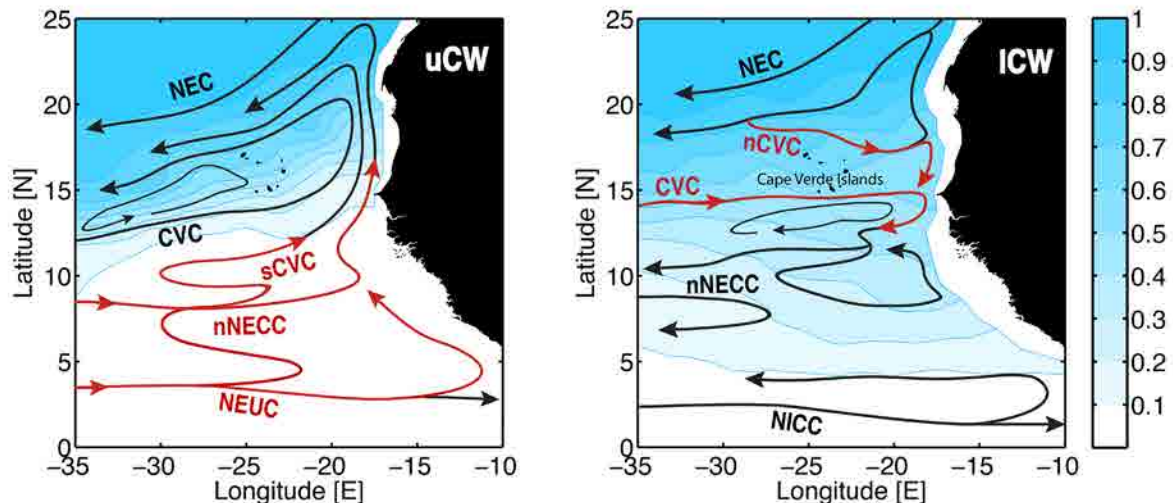 25
20
15
10
5
0
Latitude [N]
−35
−30
−25
−20
−15
−10
Longitude [E]
uCW
NEC
CVC
sCVC
nNECC
NEUC
25
20
15
10
5
0
Latitude [N]
−35
−30
−25
−20
−15
−10
Longitude [E]
lCW
NEC
nCVC
Cape Verde Islands
CVC
nNECC
NICC
1
0.9
0.8
0.7
0.6
0.5
0.4
0.3
0.2
0.1